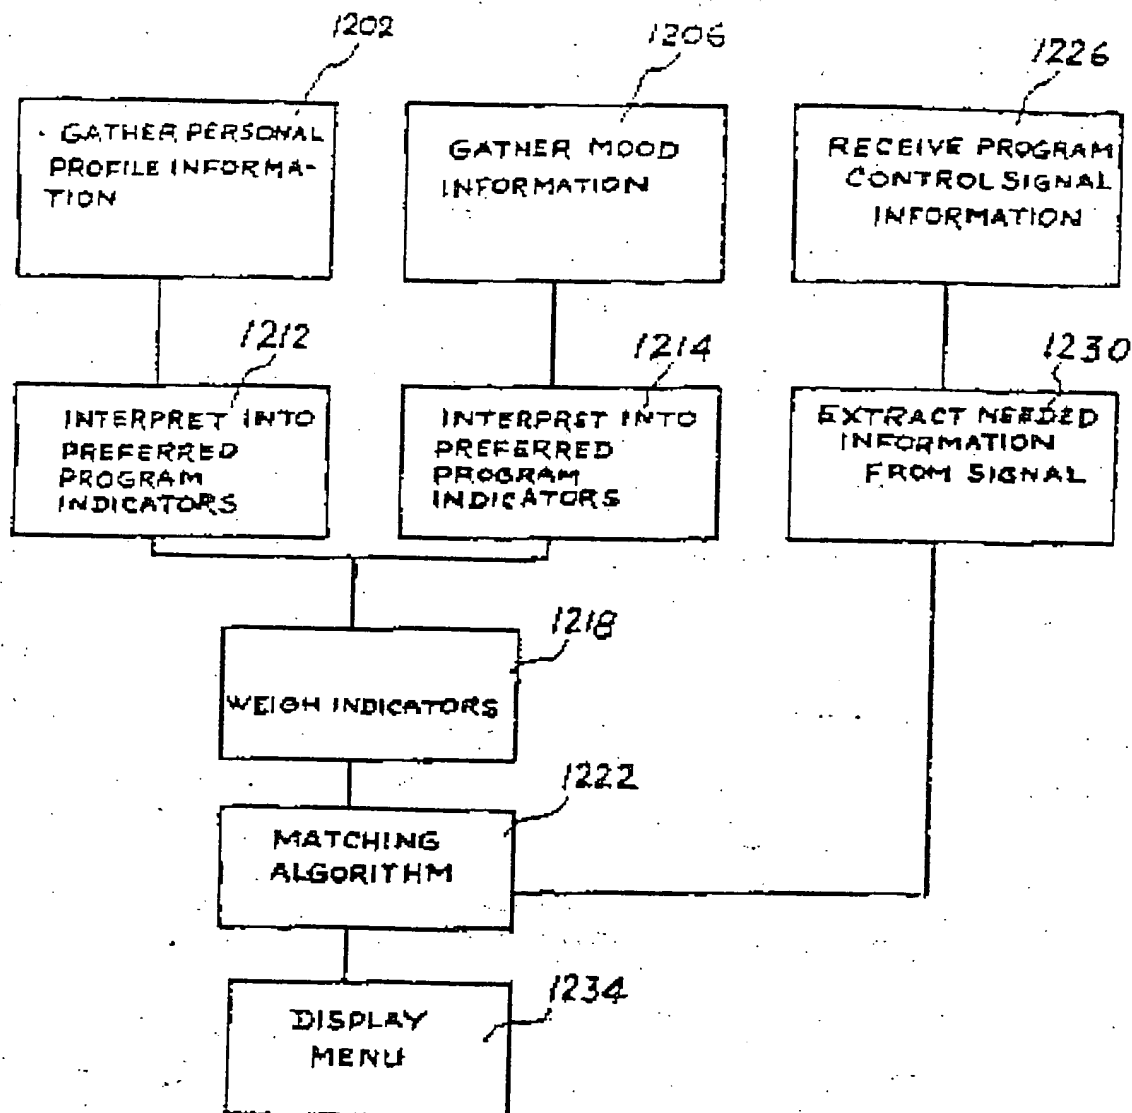 1202
1206
1226
GATHER PERSONAL
PROFILE INFORMA-
TION
GATHER MOOD
INFORMATION
RECEIVE PROGRAM
CONTROL SIGNAL
INFORMATION
1212
1214
1230
INTERPRET INTO
PREFERRED
PROGRAM
INDICATORS
INTERPRET INTO
PREFERRED
PROGRAM
INDICATORS
EXTRACT NEEDED
INFORMATION
FROM SIGNAL
1218
WEIGH INDICATORS
1222
MATCHING
ALGORITHM
1234
DISPLAY
MENU